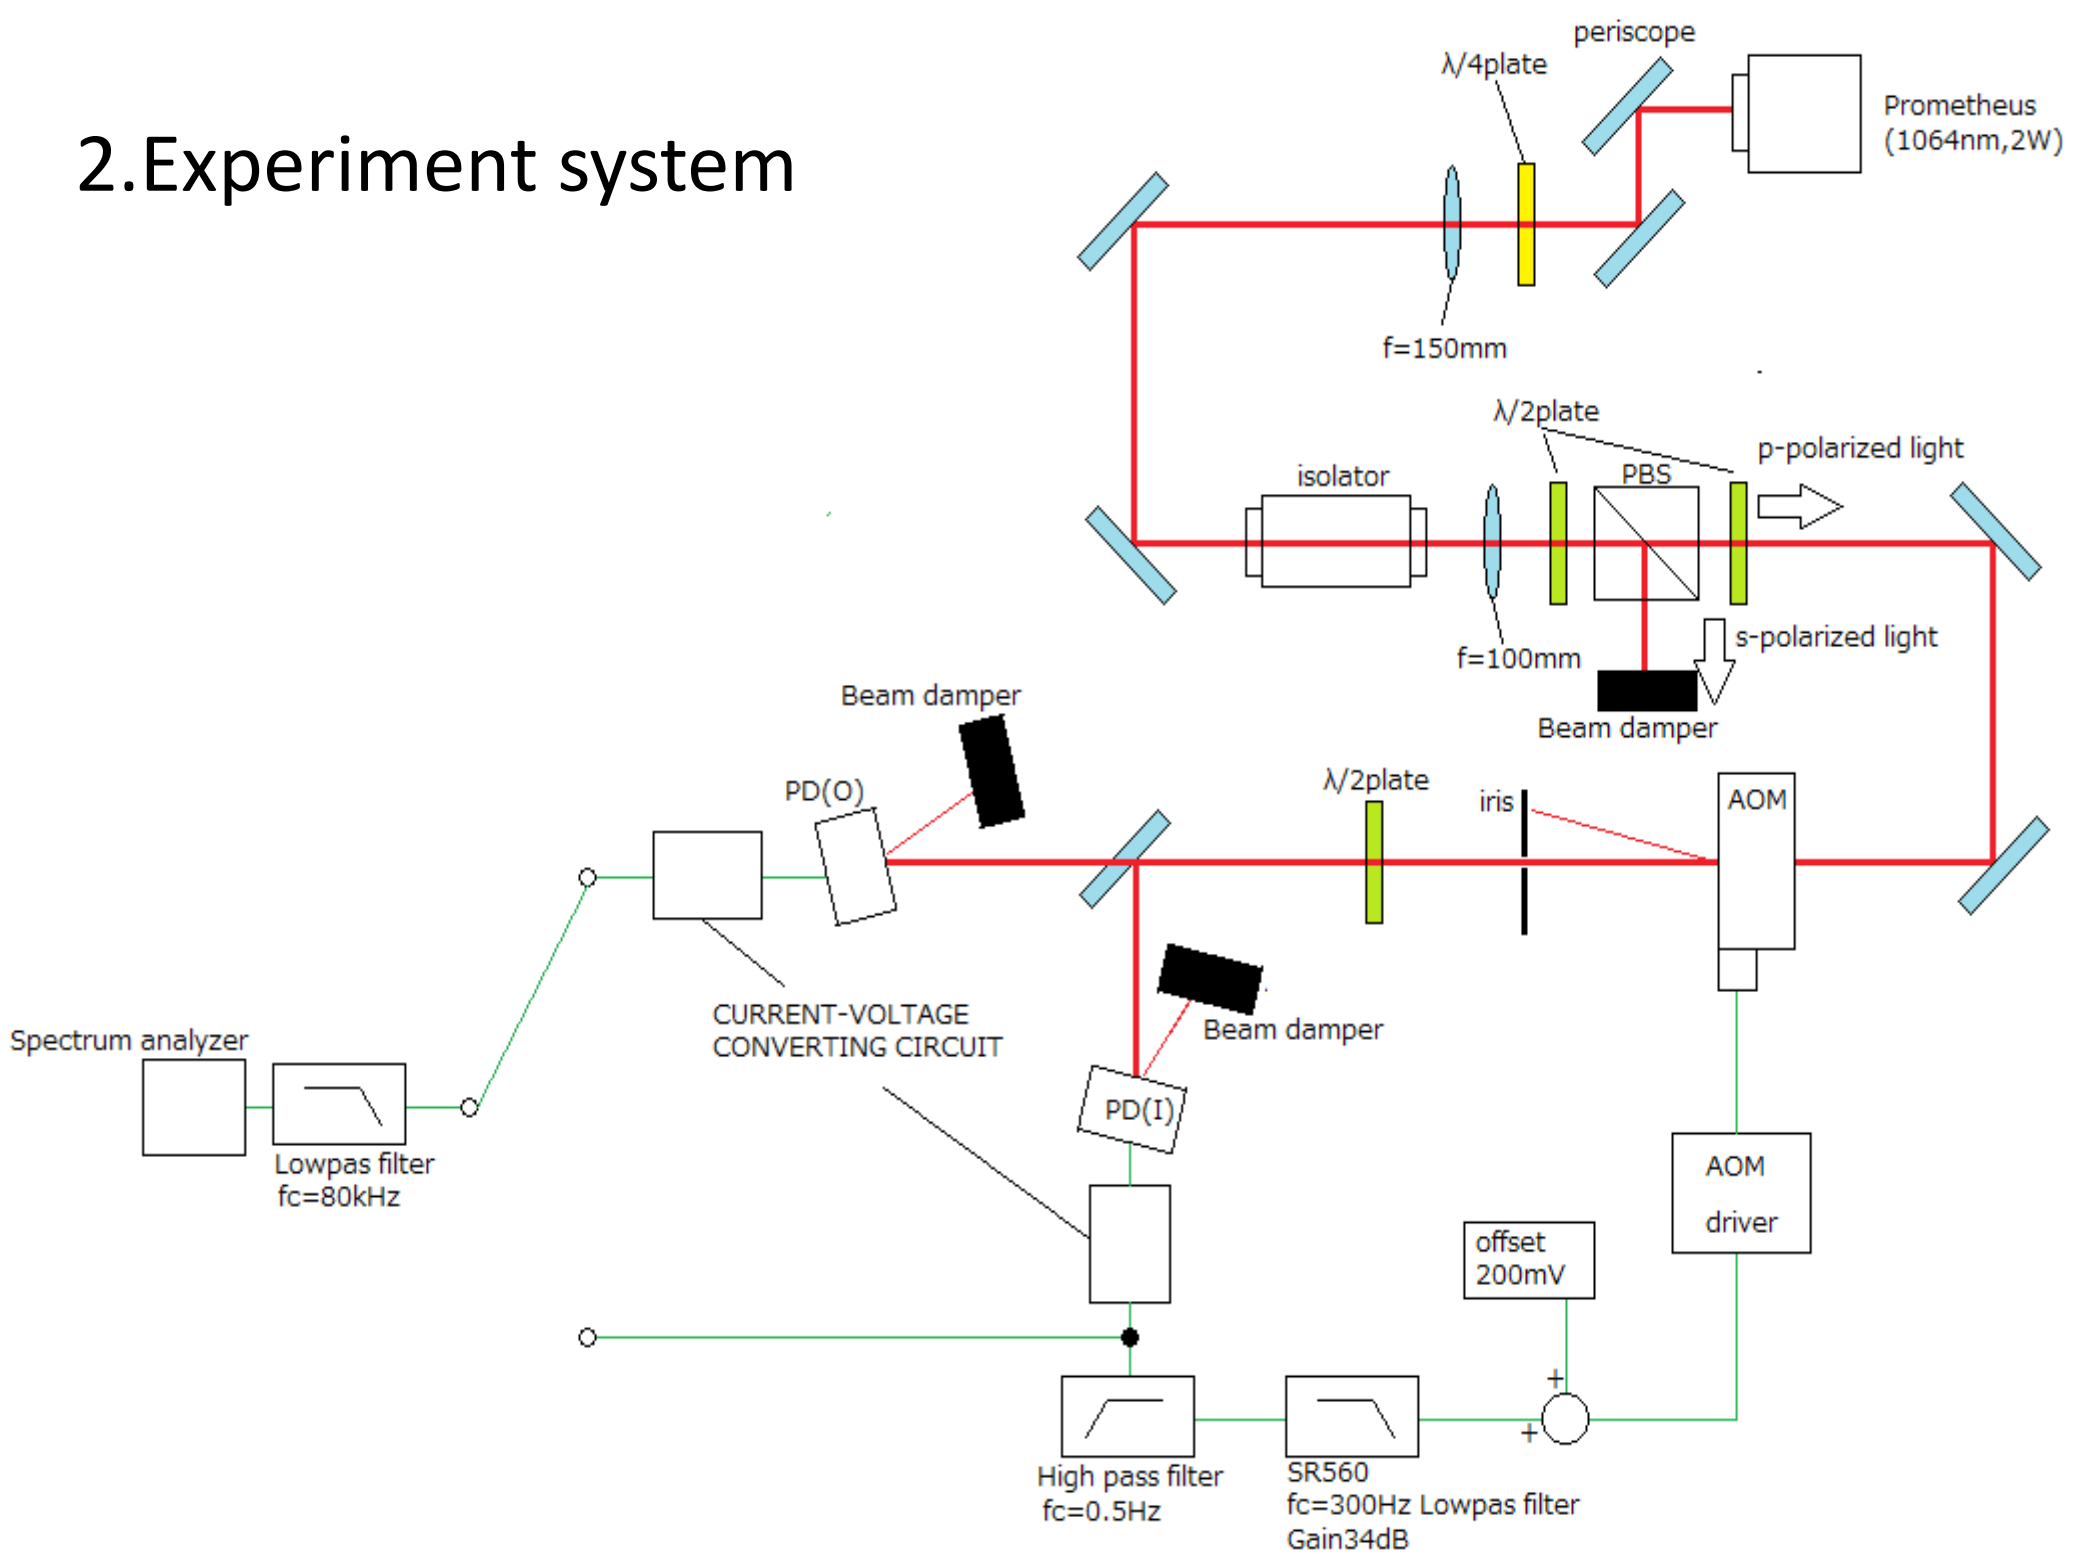 2.Experiment system
periscope
λ/4plate
Prometheus
(1064nm,2W)
f=150mm
λ/2plate
p-polarized light
isolator
PBS
s-polarized light
f=100mm
Beam damper
Beam damper
PD(O)
λ/2plate
iris
AOM
CURRENT-VOLTAGE
CONVERTING CIRCUIT
Beam damper
Spectrum analyzer
PD(I)
Lowpas filter
fc=80kHz
AOM
driver
offset
200mV
+
+
High pass filter
fc=0.5Hz
SR560
fc=300Hz Lowpas filter
Gain34dB